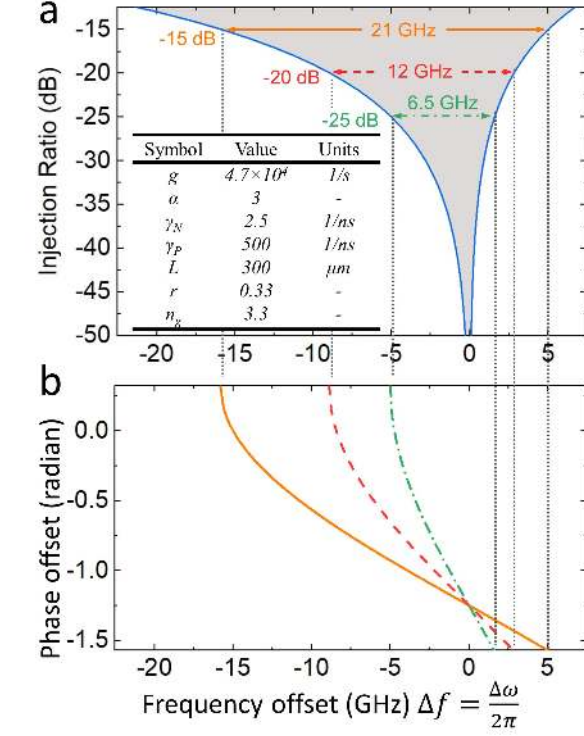 a
Injection Ratio (dB)
-15
-20
-25
-30
-35
-40
-45
-50
-15 dB
21 GHz
-20 dB
12 GHz
-25 dB
6.5 GHz
Symbol Value Units
g 4.7×10⁴ 1/s
α 3 -
γN 2.5 1/ns
γP 500 1/ns
L 300 μm
r 0.33 -
ng 3.3 -
-20 -15 -10 -5 0 5
b
Phase offset (radian)
0.0
-0.5
-1.0
-1.5
-20 -15 -10 -5 0 5
Frequency offset (GHz) Δf = Δω/2π